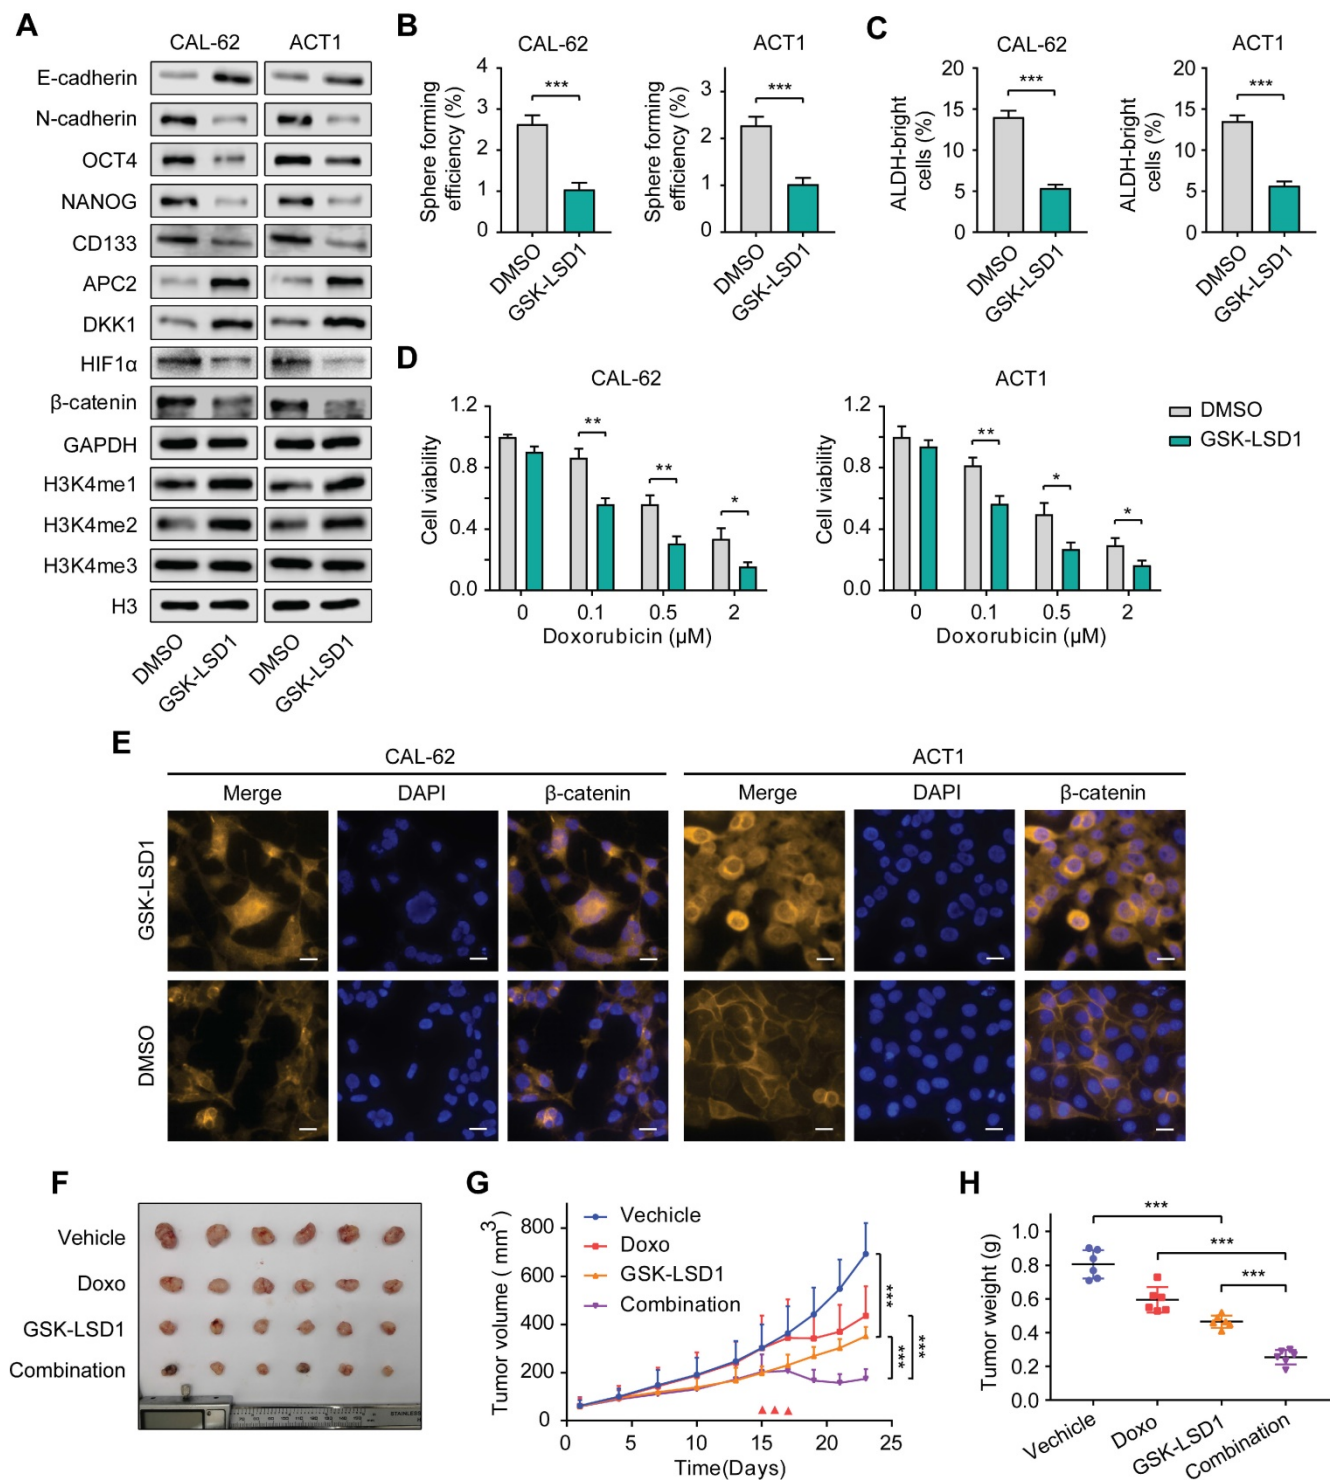 A
CAL-62
ACT1
E-cadherin
N-cadherin
OCT4
NANOG
CD133
APC2
DKK1
HIF1α
β-catenin
GAPDH
H3K4me1
H3K4me2
H3K4me3
H3
DMSO
GSK-LSD1
DMSO
GSK-LSD1
B
CAL-62
Sphere forming
efficiency (%)
4
3
2
1
0
***
DMSO
GSK-LSD1
ACT1
Sphere forming
efficiency (%)
3
2
1
0
***
DMSO
GSK-LSD1
C
CAL-62
ALDH-bright
cells (%)
20
15
10
5
0
***
DMSO
GSK-LSD1
ACT1
ALDH-bright
cells (%)
20
15
10
5
0
***
DMSO
GSK-LSD1
D
CAL-62
Cell viability
1.2
0.8
0.4
0.0
**
**
*
0 0.1 0.5 2
Doxorubicin (μM)
ACT1
Cell viability
1.2
0.8
0.4
0.0
**
*
*
0 0.1 0.5 2
Doxorubicin (μM)
DMSO
GSK-LSD1
E
CAL-62
ACT1
Merge DAPI β-catenin Merge DAPI β-catenin
GSK-LSD1
DMSO
F
Vehicle
Doxo
GSK-LSD1
Combination
G
Tumor volume ( mm3)
800
600
400
200
0
Vechicle
Doxo
GSK-LSD1
Combination
***
***
***
0 5 10 15 20 25
Time(Days)
H
Tumor weight (g)
1.0
0.8
0.6
0.4
0.2
0.0
***
***
***
Vechicle
Doxo
GSK-LSD1
Combination